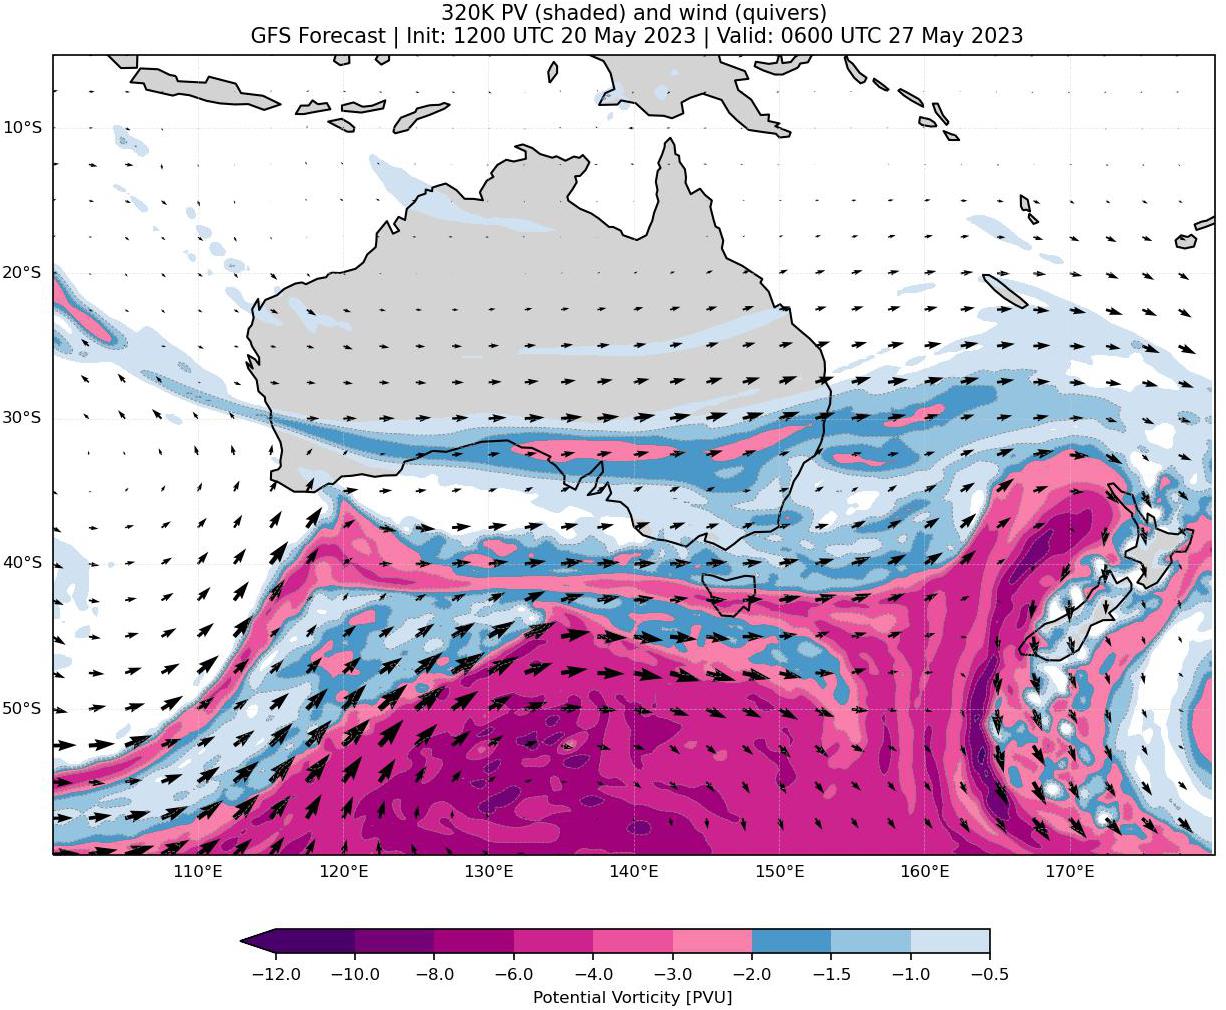 320K PV (shaded) and wind (quivers)
GFS Forecast | Init: 1200 UTC 20 May 2023 | Valid: 0600 UTC 27 May 2023
10°S
20°S
30°S
40°S
50°S
110°E 120°E 130°E 140°E 150°E 160°E 170°E
−12.0 −10.0 −8.0 −6.0 −4.0 −3.0 −2.0 −1.5 −1.0 −0.5
Potential Vorticity [PVU]